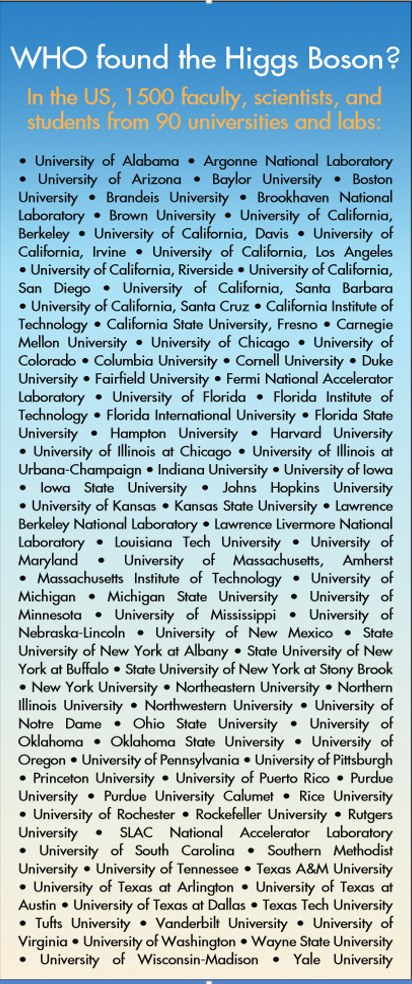 WHO found the Higgs Boson?
In the US, 1500 faculty, scientists, and
students from 90 universities and labs:
• University of Alabama • Argonne National Laboratory
• University of Arizona • Baylor University • Boston
University • Brandeis University • Brookhaven National
Laboratory • Brown University • University of California,
Berkeley • University of California, Davis • University of
California, Irvine • University of California, Los Angeles
• University of California, Riverside • University of California,
San Diego • University of California, Santa Barbara
• University of California, Santa Cruz • California Institute of
Technology • California State University, Fresno • Carnegie
Mellon University • University of Chicago • University of
Colorado • Columbia University • Cornell University • Duke
University • Fairfield University • Fermi National Accelerator
Laboratory • University of Florida • Florida Institute of
Technology • Florida International University • Florida State
University • Hampton University • Harvard University
• University of Illinois at Chicago • University of Illinois at
Urbana-Champaign • Indiana University • University of Iowa
• Iowa State University • Johns Hopkins University
• University of Kansas • Kansas State University • Lawrence
Berkeley National Laboratory • Lawrence Livermore National
Laboratory • Louisiana Tech University • University of
Maryland • University of Massachusetts, Amherst
• Massachusetts Institute of Technology • University of
Michigan • Michigan State University • University of
Minnesota • University of Mississippi • University of
Nebraska-Lincoln • University of New Mexico • State
University of New York at Albany • State University of New
York at Buffalo • State University of New York at Stony Brook
• New York University • Northeastern University • Northern
Illinois University • Northwestern University • University of
Notre Dame • Ohio State University • University of
Oklahoma • Oklahoma State University • University of
Oregon • University of Pennsylvania • University of Pittsburgh
• Princeton University • University of Puerto Rico • Purdue
University • Purdue University Calumet • Rice University
• University of Rochester • Rockefeller University • Rutgers
University • SLAC National Accelerator Laboratory
• University of South Carolina • Southern Methodist
University • University of Tennessee • Texas A&M University
• University of Texas at Arlington • University of Texas at
Austin • University of Texas at Dallas • Texas Tech University
• Tufts University • Vanderbilt University • University of
Virginia • University of Washington • Wayne State University
• University of Wisconsin-Madison • Yale University